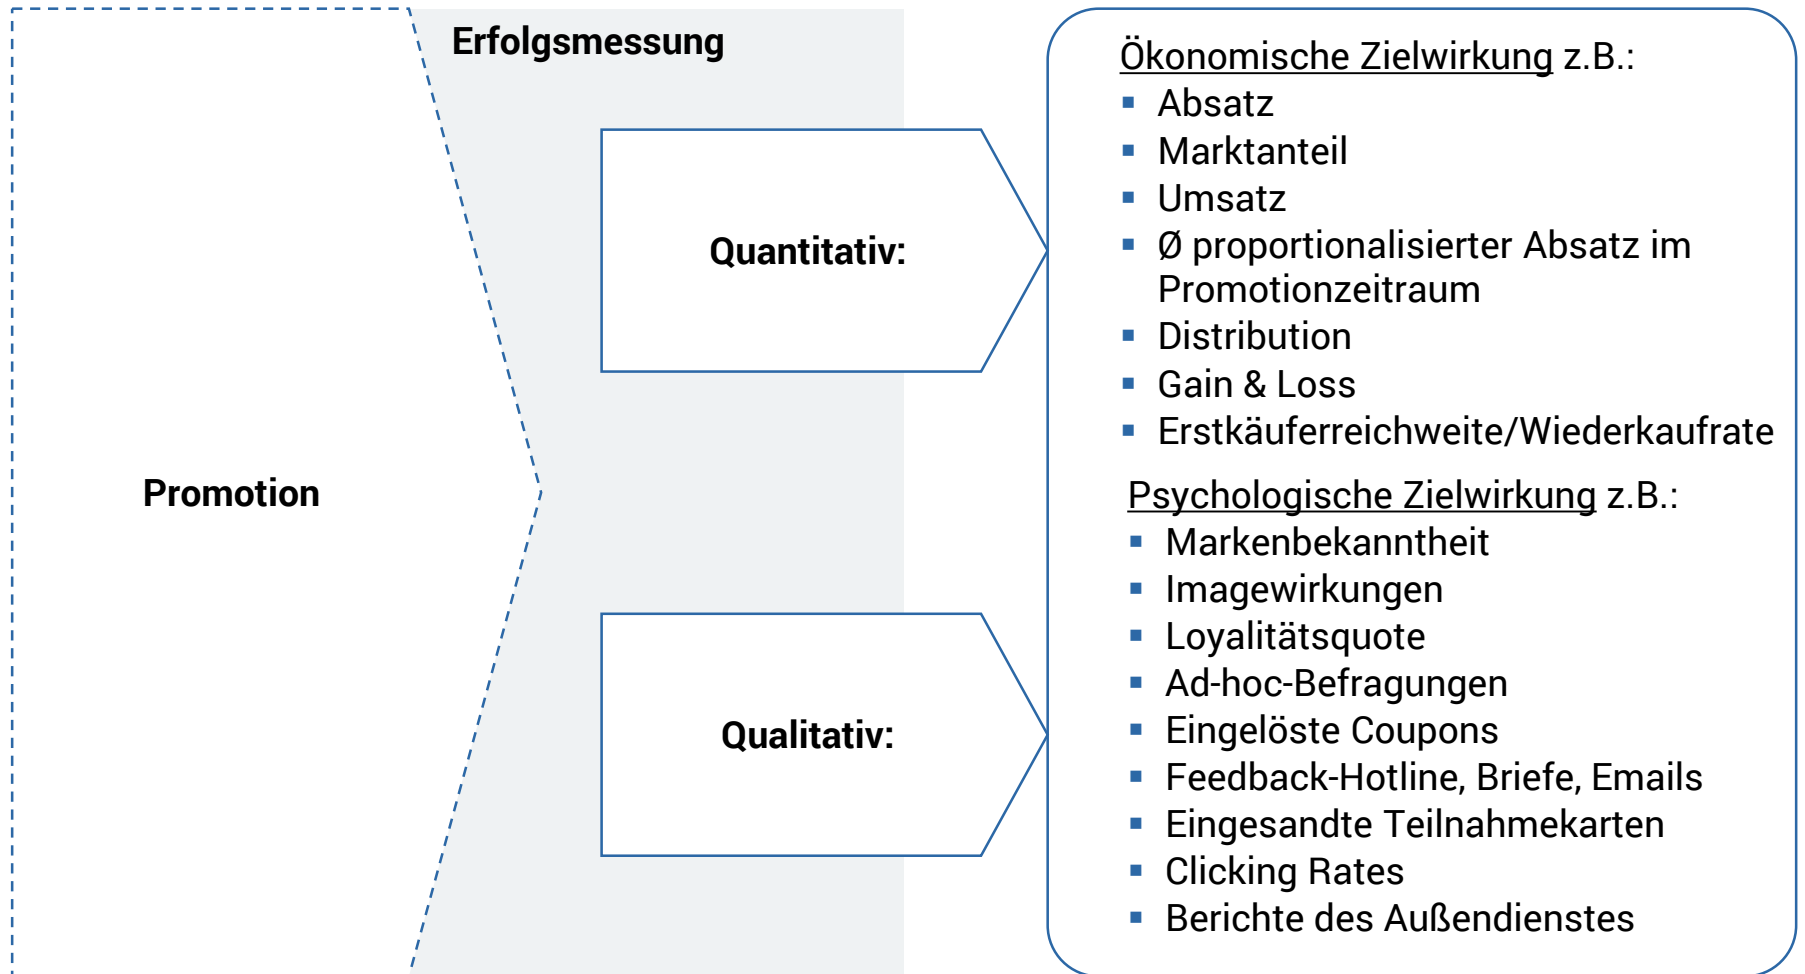 Erfolgsmessung
Promotion
Quantitativ:
Ökonomische Zielwirkung z.B.:
▪ Absatz
▪ Marktanteil
▪ Umsatz
▪ Ø proportionalisierter Absatz im
Promotionzeitraum
▪ Distribution
▪ Gain & Loss
▪ Erstkäuferreichweite/Wiederkaufrate
Qualitativ:
Psychologische Zielwirkung z.B.:
▪ Markenbekanntheit
▪ Imagewirkungen
▪ Loyalitätsquote
▪ Ad-hoc-Befragungen
▪ Eingelöste Coupons
▪ Feedback-Hotline, Briefe, Emails
▪ Eingesandte Teilnahmekarten
▪ Clicking Rates
▪ Berichte des Außendienstes